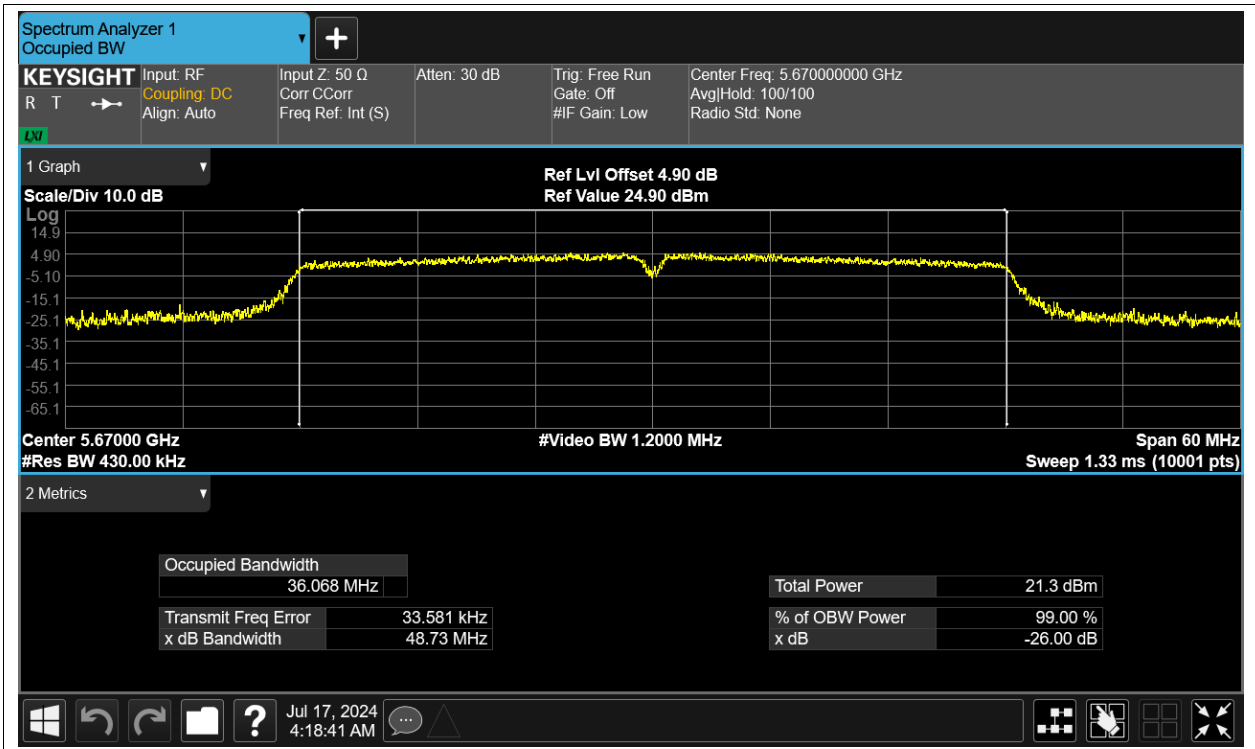 Spectrum Analyzer 1
Occupied BW
KEYSIGHT
R T
LXI
Input: RF
Coupling: DC
Align: Auto
Input Z: 50 Ω
Corr CCorr
Freq Ref: Int (S)
Atten: 30 dB
Trig: Free Run
Gate: Off
#IF Gain: Low
Center Freq: 5.670000000 GHz
Avg|Hold: 100/100
Radio Std: None
1 Graph
Scale/Div 10.0 dB
Ref Lvl Offset 4.90 dB
Ref Value 24.90 dBm
Log
14.9
4.90
-5.10
-15.1
-25.1
-35.1
-45.1
-55.1
-65.1
Center 5.67000 GHz
#Video BW 1.2000 MHz
Span 60 MHz
#Res BW 430.00 kHz
Sweep 1.33 ms (10001 pts)
2 Metrics
Occupied Bandwidth
36.068 MHz
Transmit Freq Error 33.581 kHz
x dB Bandwidth 48.73 MHz
Total Power 21.3 dBm
% of OBW Power 99.00 %
x dB -26.00 dB
?
Jul 17, 2024
4:18:41 AM